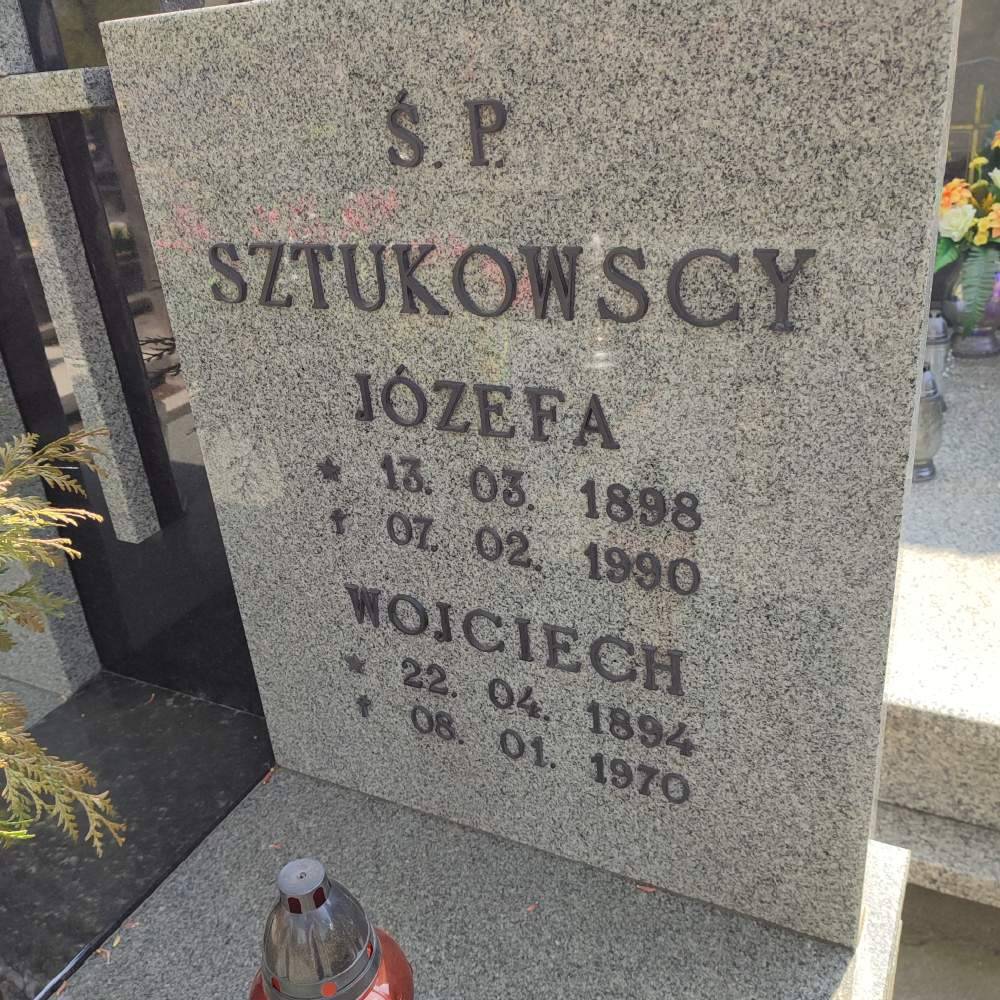 Ś. P.
SZTUKOWSCY
JÓZEFA
* 13. 03. 1898
† 07. 02. 1990
WOJCIECH
* 22. 04. 1894
† 08. 01. 1970